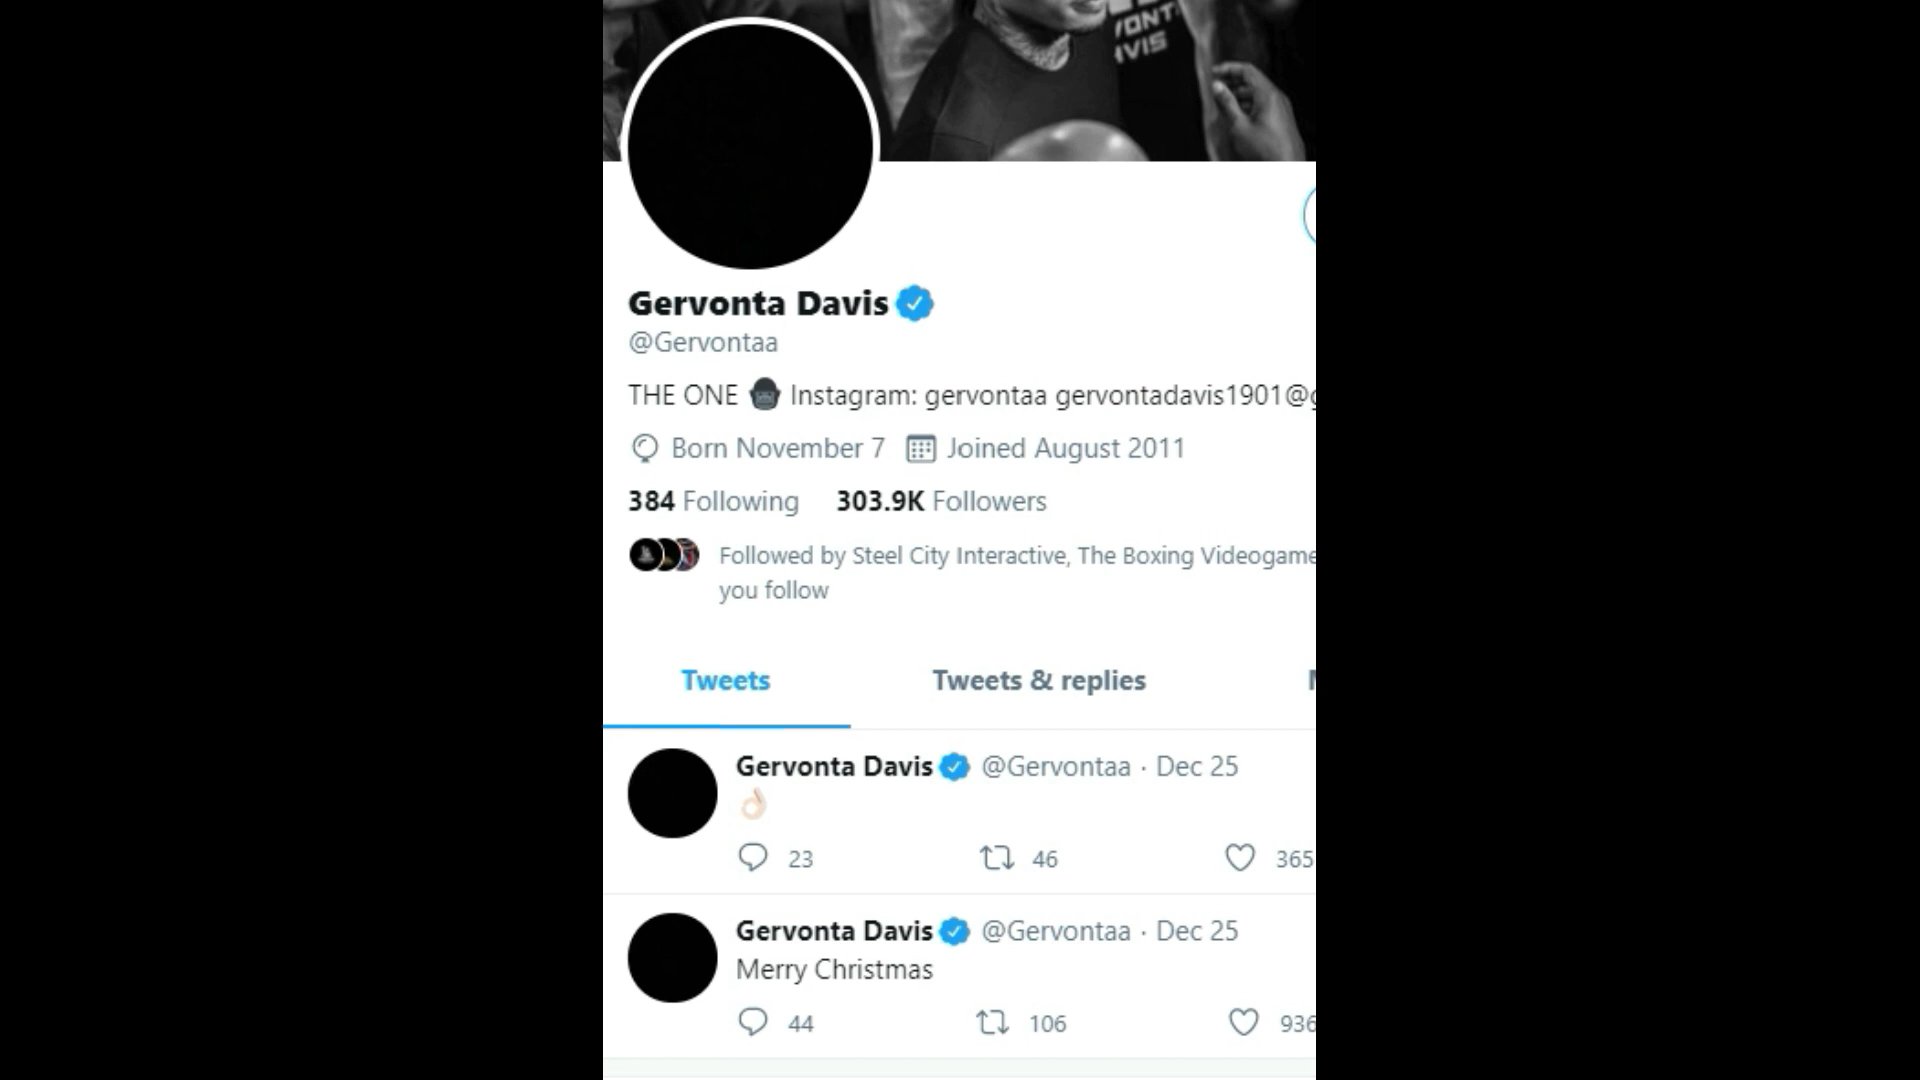 VONT
AVIS
Gervonta Davis
@Gervontaa
THE ONE Instagram: gervontaa gervontadavis1901@g
Born November 7 Joined August 2011
384 Following 303.9K Followers
Followed by Steel City Interactive, The Boxing Videogame
you follow
Tweets Tweets & replies
Gervonta Davis @Gervontaa · Dec 25
👌🏻
23 46 365
Gervonta Davis @Gervontaa · Dec 25
Merry Christmas
44 106 936